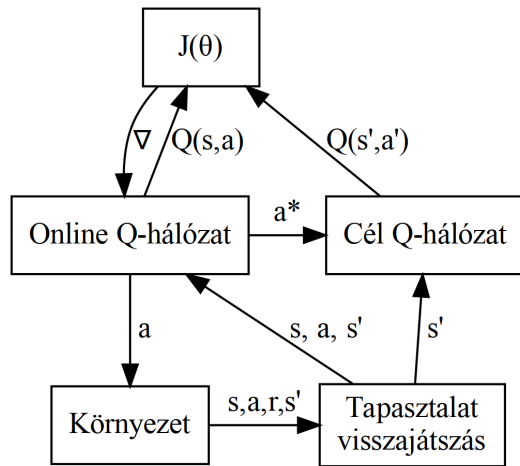 J(θ)
∇
Q(s,a)
Q(s',a')
Online Q-hálózat
a*
Cél Q-hálózat
a
s, a, s'
s'
Környezet
s,a,r,s'
Tapasztalat
visszajátszás